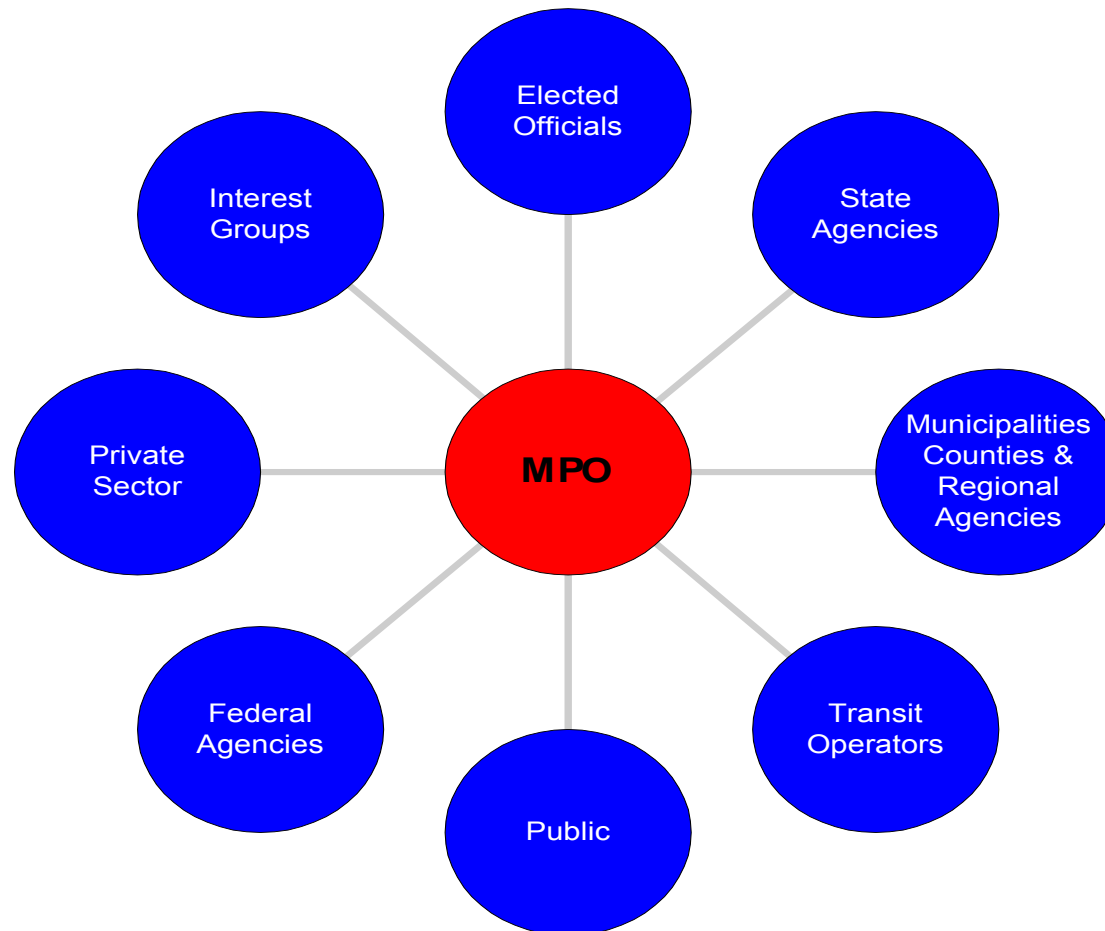 Elected
Officials
Interest
Groups
State
Agencies
Private
Sector
MPO
Municipalities
Counties &
Regional
Agencies
Federal
Agencies
Transit
Operators
Public